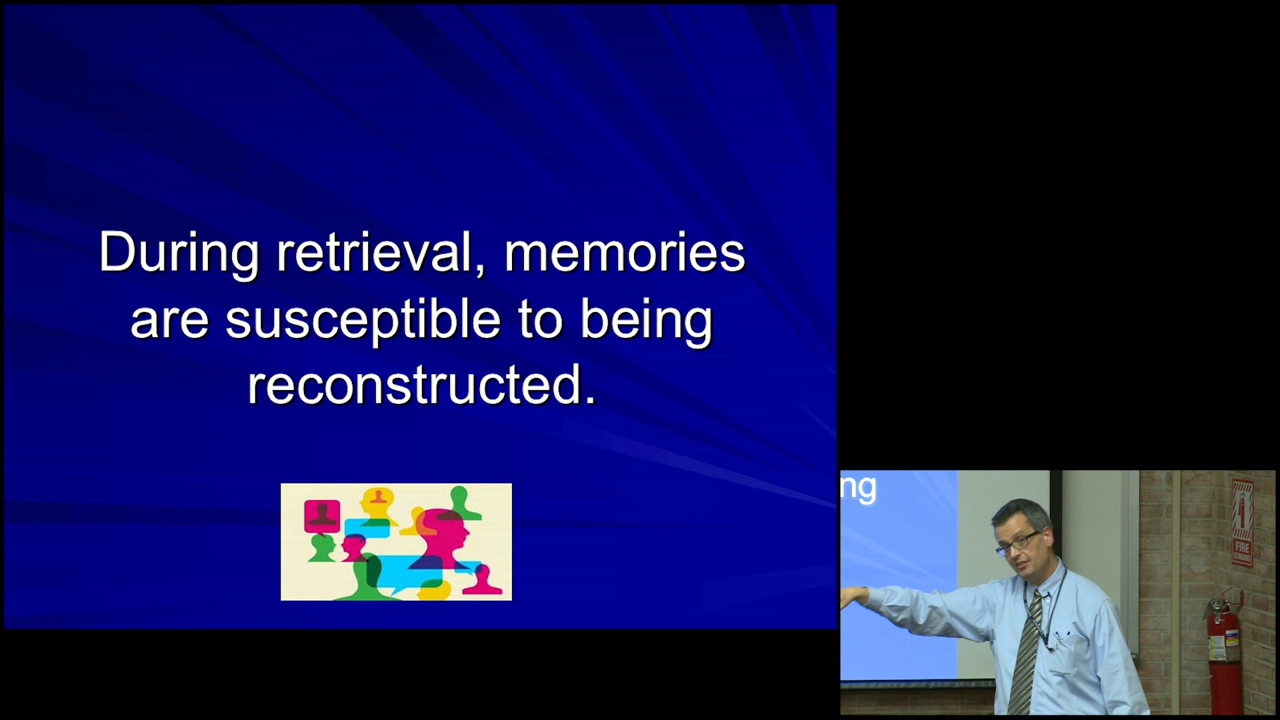 During retrieval, memories
are susceptible to being
reconstructed.
ng
FIRE